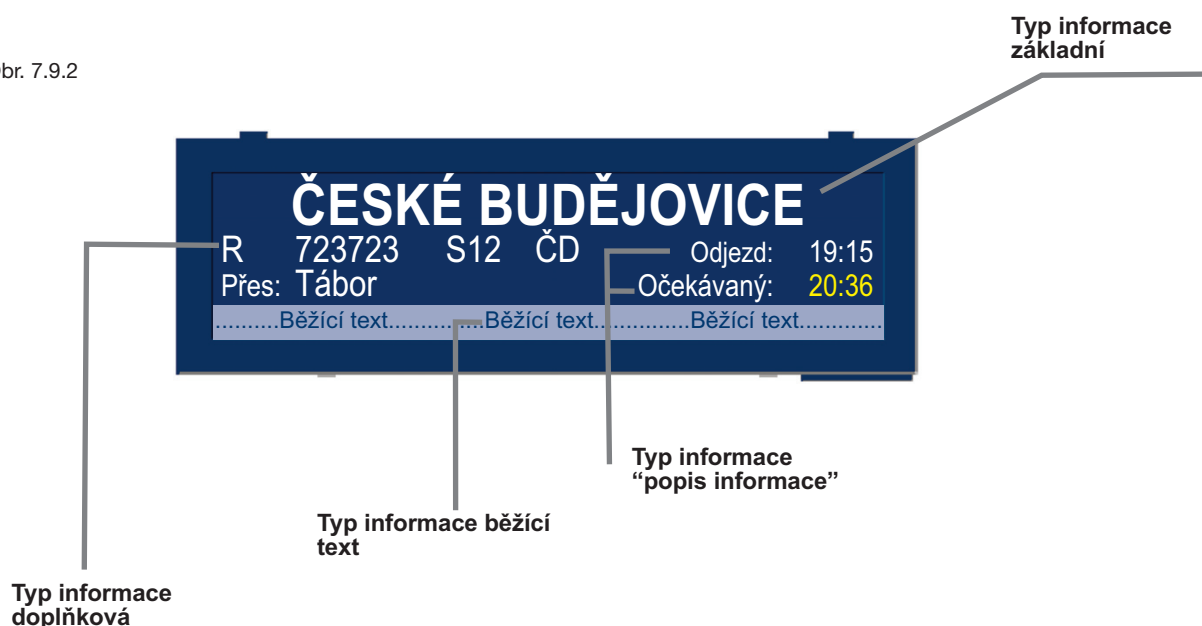 Typ informace
základní
br. 7.9.2
ČESKÉ BUDĚJOVICE
R 723723 S12 ČD Odjezd: 19:15
Přes: Tábor Očekávaný: 20:36
..........Běžící text..............Běžící text..............Běžící text............
Typ informace
“popis informace”
Typ informace běžící
text
Typ informace
doplňková